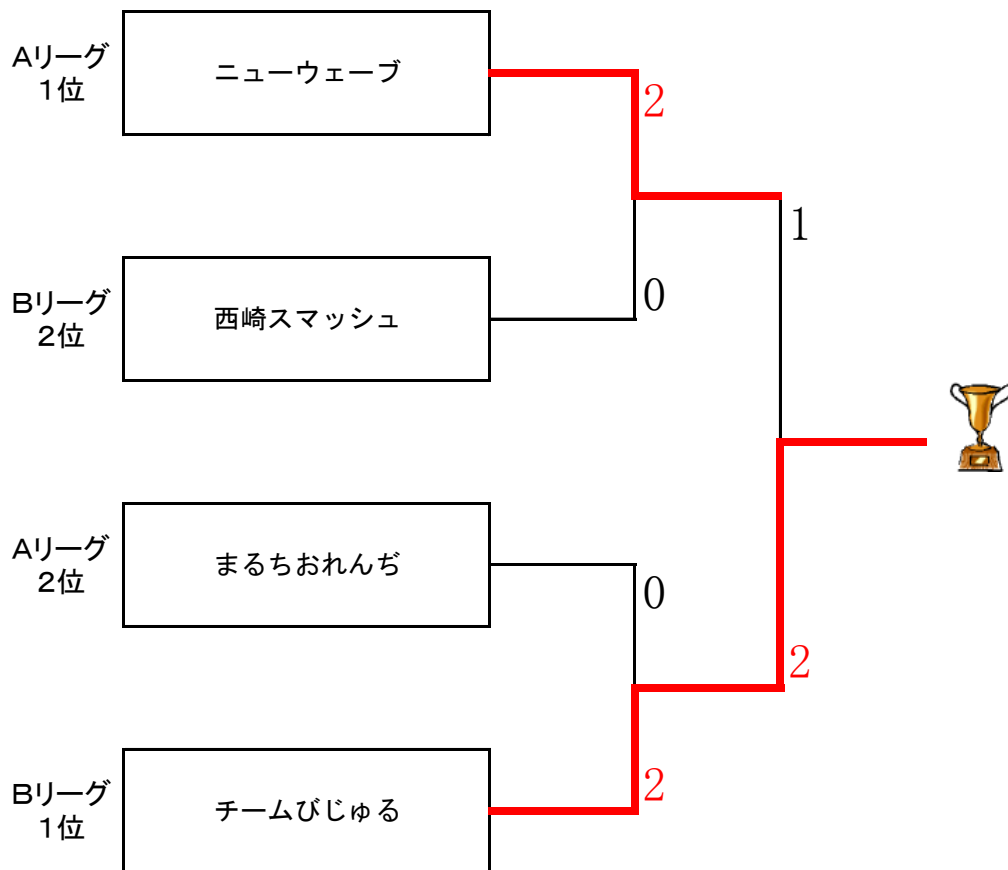 Aリーグ
1位
ニューウェーブ
2
1
Bリーグ
2位
西崎スマッシュ
0
Aリーグ
2位
まるちおれんぢ
0
2
Bリーグ
1位
チームびじゅる
2